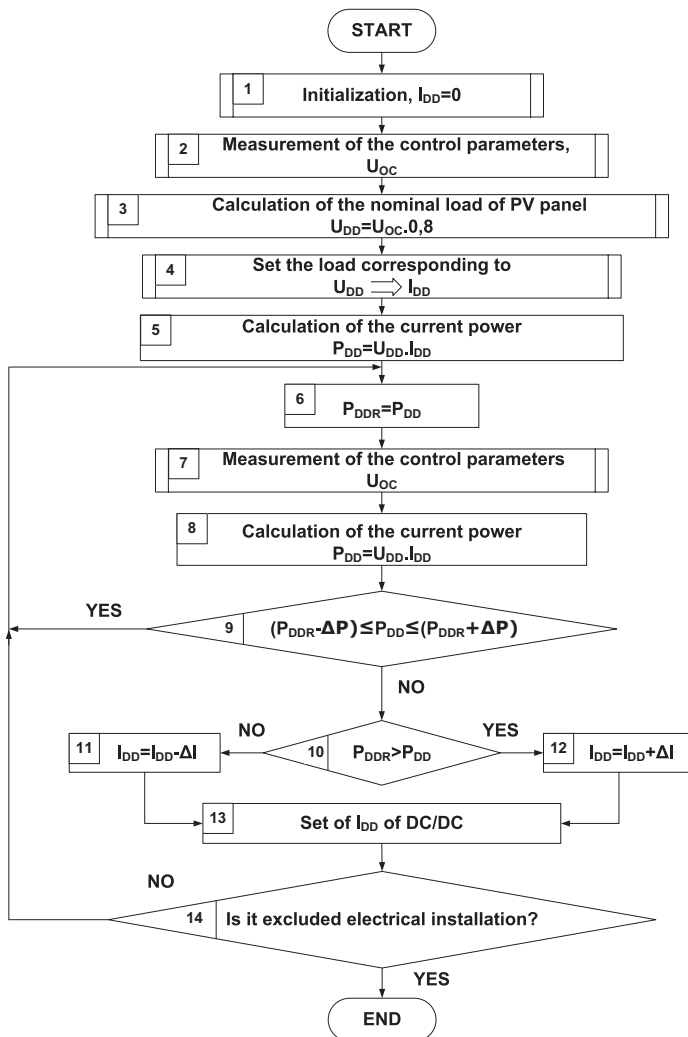 START
1
Initialization, I_DD=0
2
Measurement of the control parameters,
U_OC
3
Calculation of the nominal load of PV panel
U_DD=U_OC.0,8
4
Set the load corresponding to
U_DD ⇒ I_DD
5
Calculation of the current power
P_DD=U_DD.I_DD
6
P_DDR=P_DD
7
Measurement of the control parameters
U_OC
8
Calculation of the current power
P_DD=U_DD.I_DD
YES
9
(P_DDR-ΔP)≤P_DD≤(P_DDR+ΔP)
NO
NO
YES
11
I_DD=I_DD-ΔI
10
P_DDR>P_DD
12
I_DD=I_DD+ΔI
13
Set of I_DD of DC/DC
NO
14
Is it excluded electrical installation?
YES
END